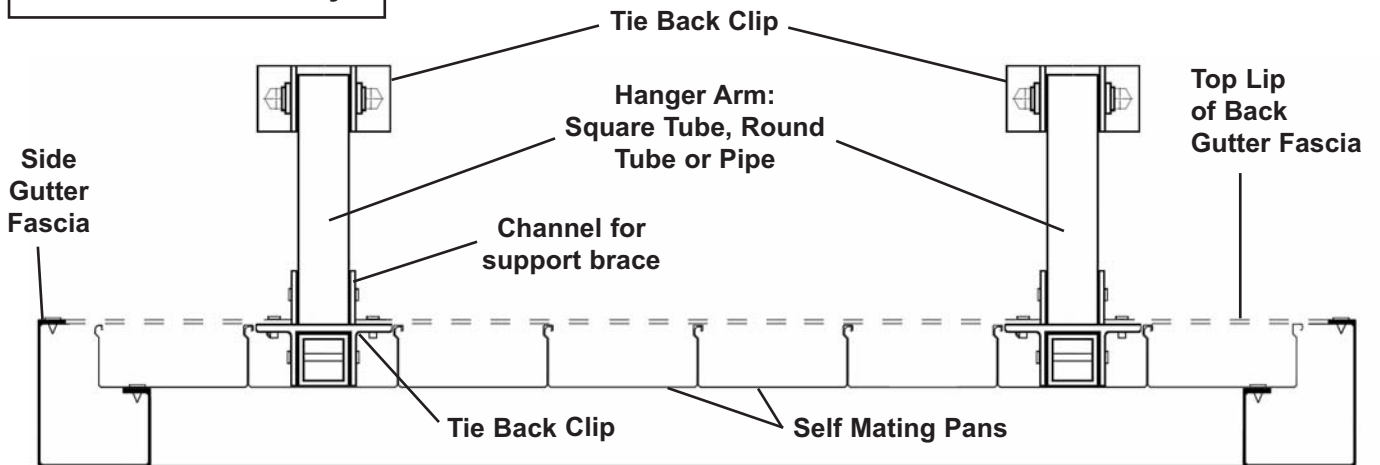 Tie Back Clip
Hanger Arm:
Square Tube, Round
Tube or Pipe
Top Lip
of Back
Gutter Fascia
Side
Gutter
Fascia
Channel for
support brace
Tie Back Clip
Self Mating Pans